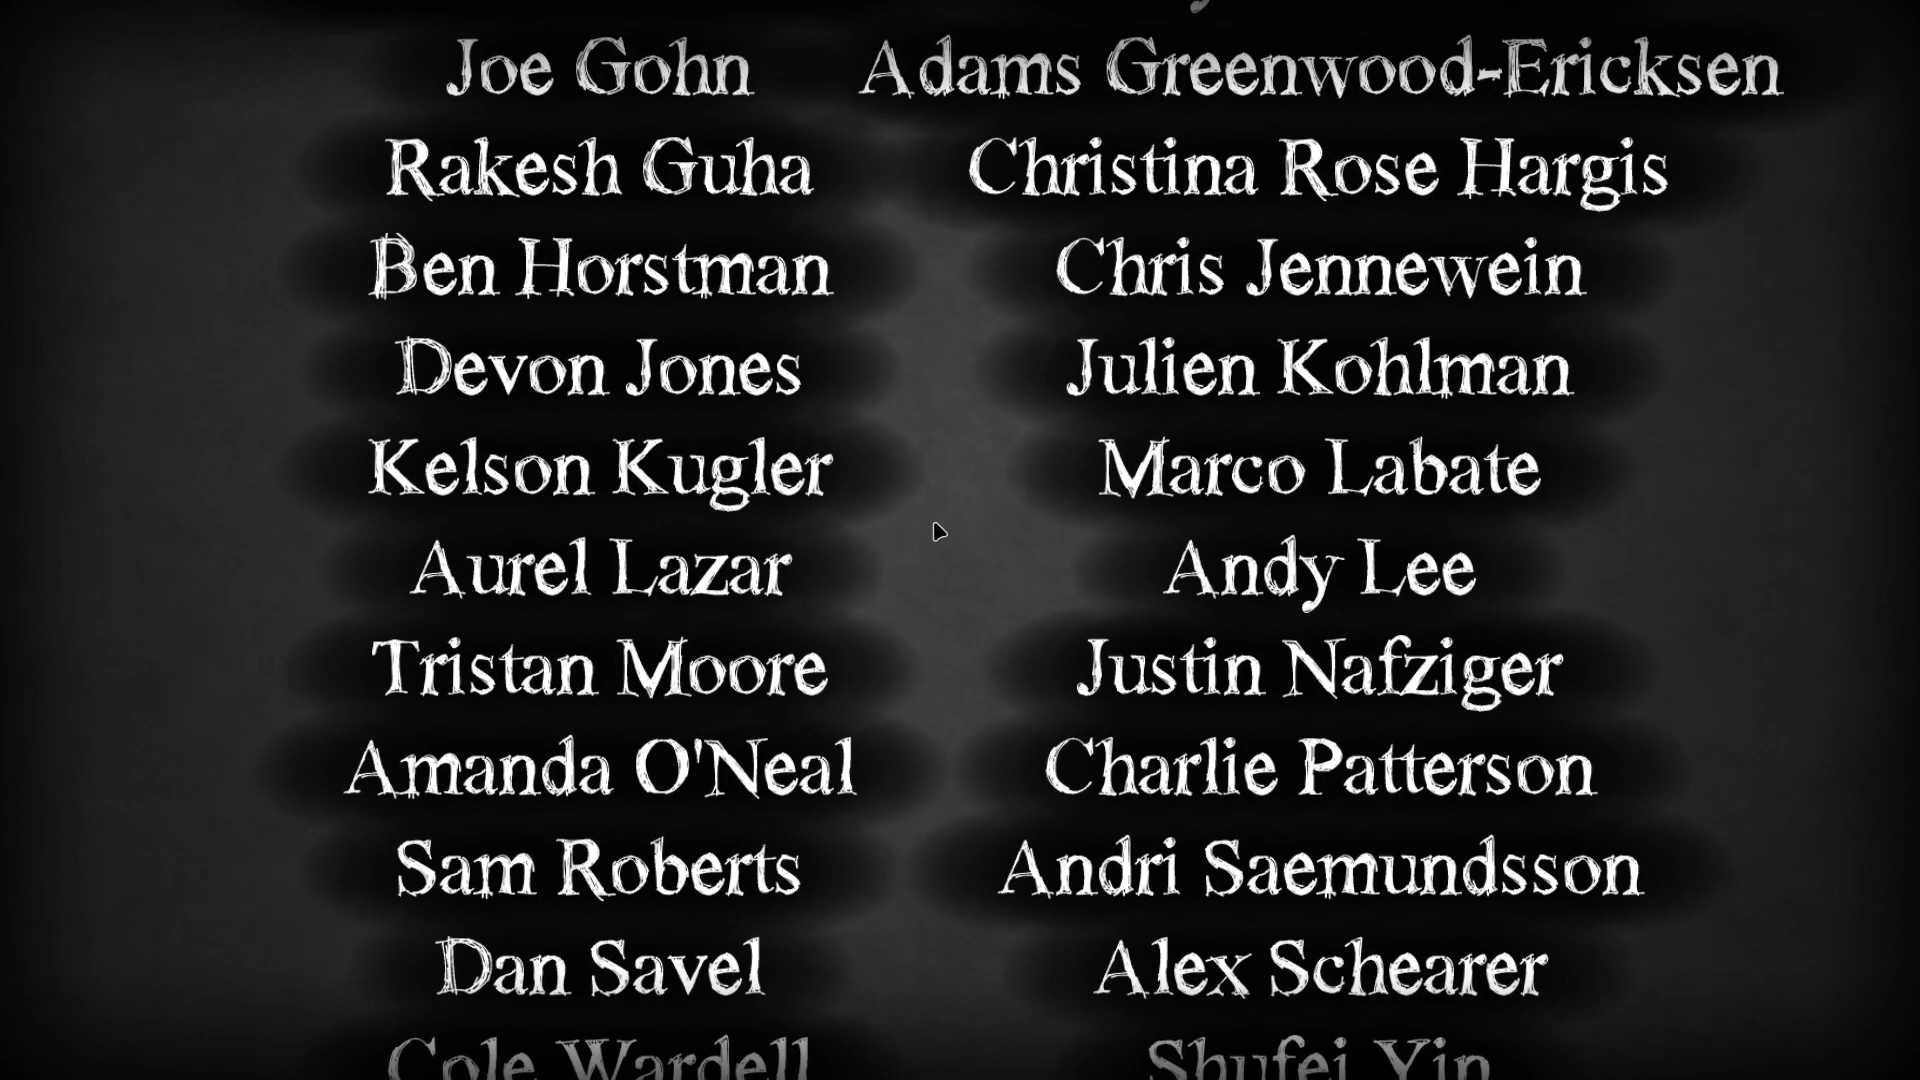 Joe Gohn Adams Greenwood-Ericksen
Rakesh Guha Christina Rose Hargis
Ben Horstman Chris Jennewein
Devon Jones Julien Kohlman
Kelson Kugler Marco Labate
Aurel Lazar Andy Lee
Tristan Moore Justin Nafziger
Amanda O'Neal Charlie Patterson
Sam Roberts Andri Saemundsson
Dan Savel Alex Schearer
Cole Wardell Shufei Yin